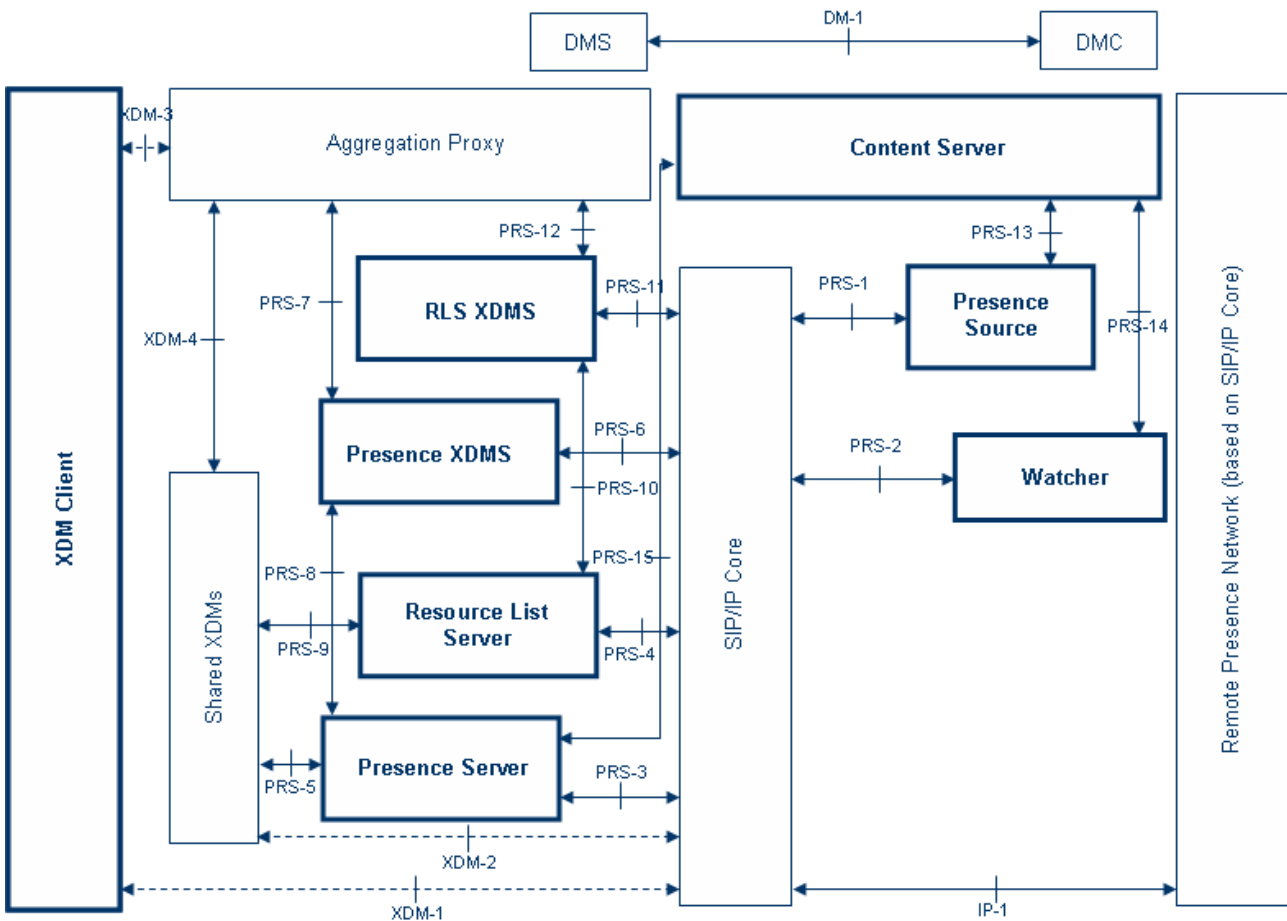 DM-1
DMS
DMC
XDM-3
Aggregation Proxy
Content Server
PRS-12
PRS-13
PRS-11
PRS-1
PRS-7
RLS XDMS
Presence
Source
PRS-14
XDM-4
PRS-6
PRS-2
Presence XDMS
Watcher
PRS-10
XDM Client
Shared XDMs
SIP/IP Core
Remote Presence Network (based on SIP/IP Core)
PRS-15
PRS-8
Resource List
Server
PRS-9
PRS-4
Presence Server
PRS-3
PRS-5
XDM-2
XDM-1
IP-1